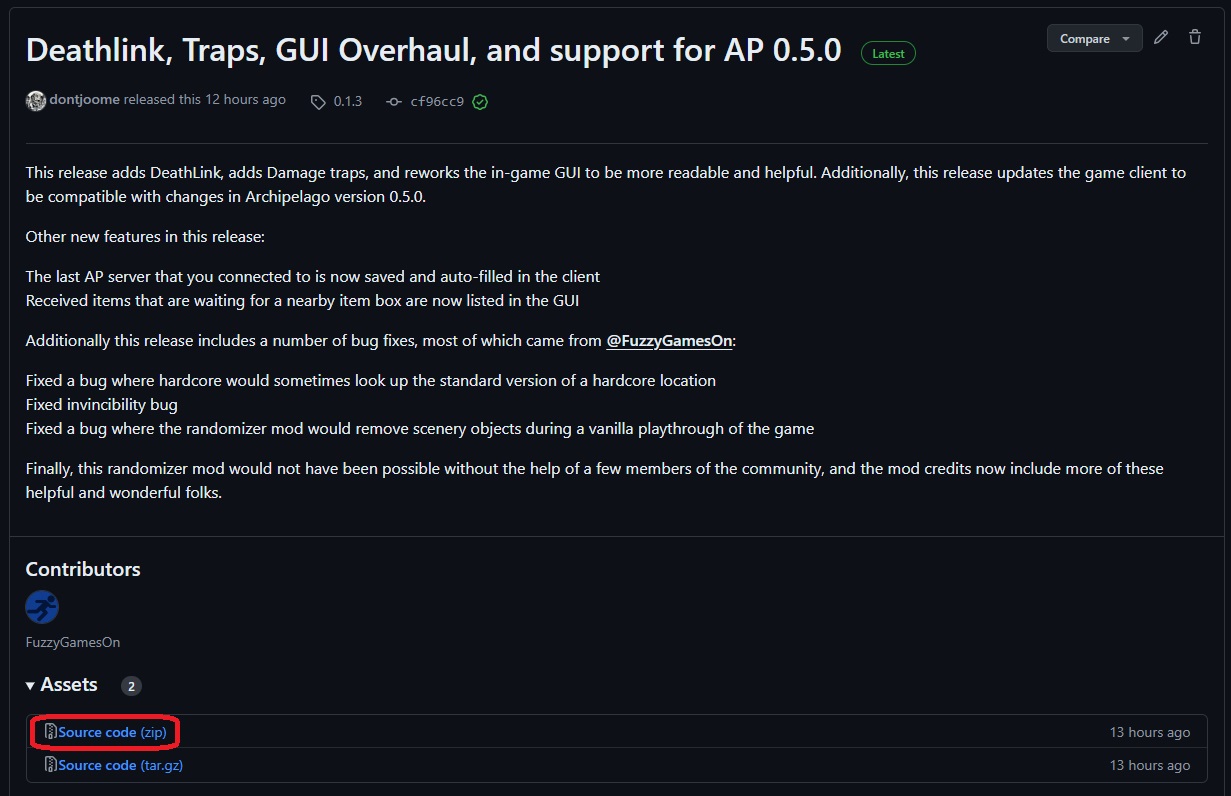 Deathlink, Traps, GUI Overhaul, and support for AP 0.5.0 Latest Compare
dontjoome released this 12 hours ago 0.1.3 cf96cc9
This release adds DeathLink, adds Damage traps, and reworks the in-game GUI to be more readable and helpful. Additionally, this release updates the game client to
be compatible with changes in Archipelago version 0.5.0.
Other new features in this release:
The last AP server that you connected to is now saved and auto-filled in the client
Received items that are waiting for a nearby item box are now listed in the GUI
Additionally this release includes a number of bug fixes, most of which came from @FuzzyGamesOn:
Fixed a bug where hardcore would sometimes look up the standard version of a hardcore location
Fixed invincibility bug
Fixed a bug where the randomizer mod would remove scenery objects during a vanilla playthrough of the game
Finally, this randomizer mod would not have been possible without the help of a few members of the community, and the mod credits now include more of these
helpful and wonderful folks.
Contributors
FuzzyGamesOn
Assets 2
Source code (zip) 13 hours ago
Source code (tar.gz) 13 hours ago